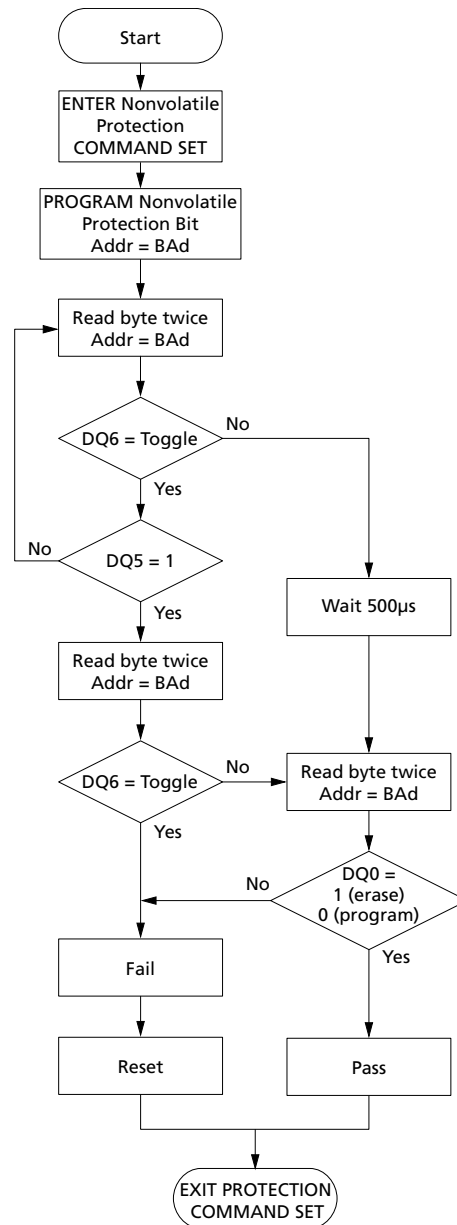 Start
ENTER Nonvolatile
Protection
COMMAND SET
PROGRAM Nonvolatile
Protection Bit
Addr = BAd
Read byte twice
Addr = BAd
DQ6 = Toggle
No
Yes
No
DQ5 = 1
Yes
Wait 500µs
Read byte twice
Addr = BAd
DQ6 = Toggle
No
Yes
Read byte twice
Addr = BAd
No
DQ0 =
1 (erase)
0 (program)
Yes
Fail
Reset
Pass
EXIT PROTECTION
COMMAND SET